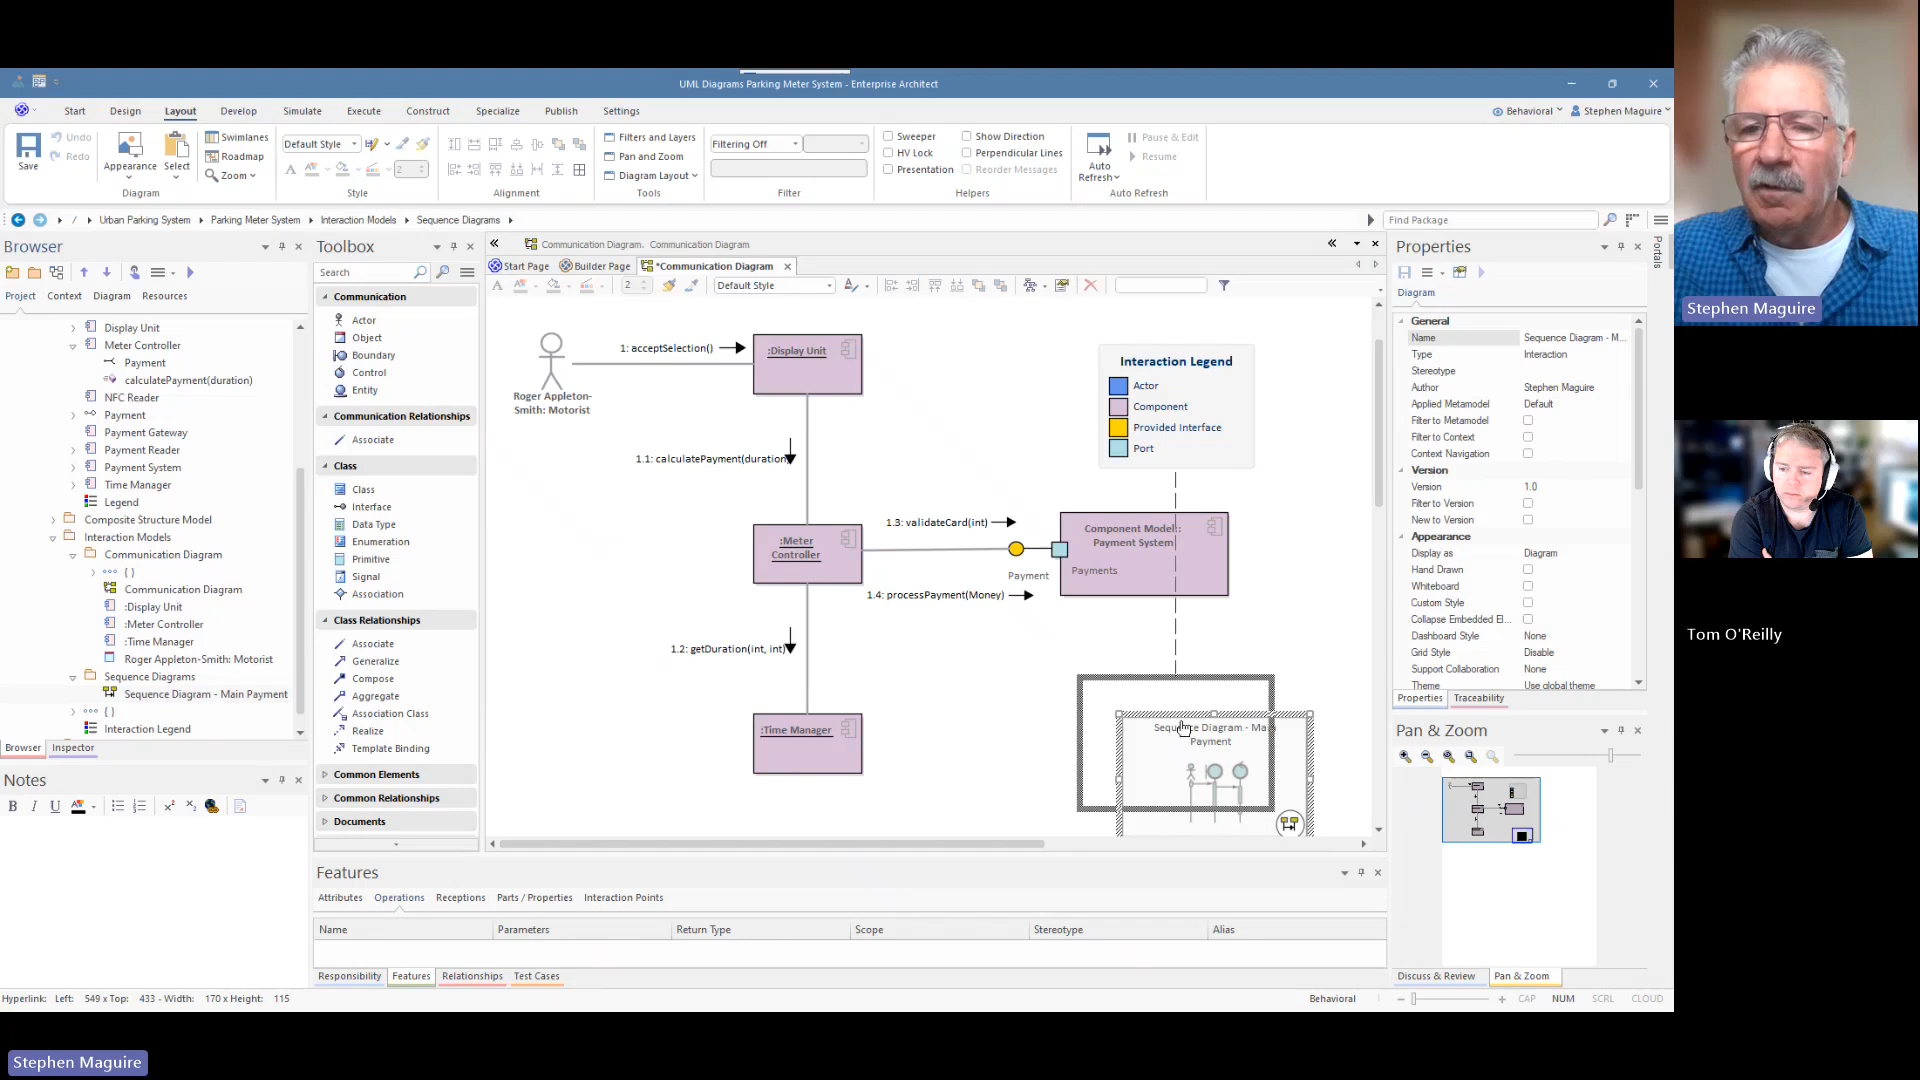 UML Diagrams Parking Meter System - Enterprise Architect
Start Design Layout Develop Simulate Execute Construct Specialize Publish Settings
Behavioral Stephen Maguire
Save
Undo
Redo
Appearance
Select
Swimlanes
Roadmap
Zoom
Diagram
Default Style
2
Style
Alignment
Filters and Layers
Pan and Zoom
Diagram Layout
Tools
Filtering Off
Filter
Sweeper
HV Lock
Presentation
Show Direction
Perpendicular Lines
Reorder Messages
Helpers
Auto
Refresh
Pause & Edit
Resume
Auto Refresh
/ Urban Parking System Parking Meter System Interaction Models Sequence Diagrams
Find Package
Portals
Browser
Project Context Diagram Resources
Display Unit
Meter Controller
Payment
calculatePayment(duration)
NFC Reader
Payment
Payment Gateway
Payment Reader
Payment System
Time Manager
Legend
Composite Structure Model
Interaction Models
Communication Diagram
{ }
Communication Diagram
:Display Unit
:Meter Controller
:Time Manager
Roger Appleton-Smith: Motorist
Sequence Diagrams
Sequence Diagram - Main Payment
{ }
Interaction Legend
Browser Inspector
Notes
B I U A
Toolbox
Search
Communication
Actor
Object
Boundary
Control
Entity
Communication Relationships
Associate
Class
Class
Interface
Data Type
Enumeration
Primitive
Signal
Association
Class Relationships
Associate
Generalize
Compose
Aggregate
Association Class
Realize
Template Binding
Common Elements
Common Relationships
Documents
Communication Diagram. Communication Diagram
Start Page Builder Page *Communication Diagram
2
Default Style
Roger Appleton-
Smith: Motorist
1: acceptSelection()
:Display Unit
1.1: calculatePayment(duration)
:Meter
Controller
1.2: getDuration(int, int)
:Time Manager
1.3: validateCard(int)
1.4: processPayment(Money)
Payment
Component Model::
Payment System
Payments
Interaction Legend
Actor
Component
Provided Interface
Port
Sequence Diagram - Main
Payment
Features
Attributes Operations Receptions Parts / Properties Interaction Points
Name Parameters Return Type Scope Stereotype Alias
Responsibility Features Relationships Test Cases
Properties
Diagram
General
Name Sequence Diagram - M...
Type Interaction
Stereotype
Author Stephen Maguire
Applied Metamodel Default
Filter to Metamodel
Filter to Context
Context Navigation
Version
Version 1.0
Filter to Version
New to Version
Appearance
Display as Diagram
Hand Drawn
Whiteboard
Custom Style
Collapse Embedded El...
Dashboard Style None
Grid Style Disable
Support Collaboration None
Theme Use global theme
Properties Traceability
Pan & Zoom
Discuss & Review Pan & Zoom
Hyperlink: Left: 549 x Top: 433 - Width: 170 x Height: 115
Behavioral
CAP NUM SCRL CLOUD
Stephen Maguire
Tom O'Reilly
Stephen Maguire